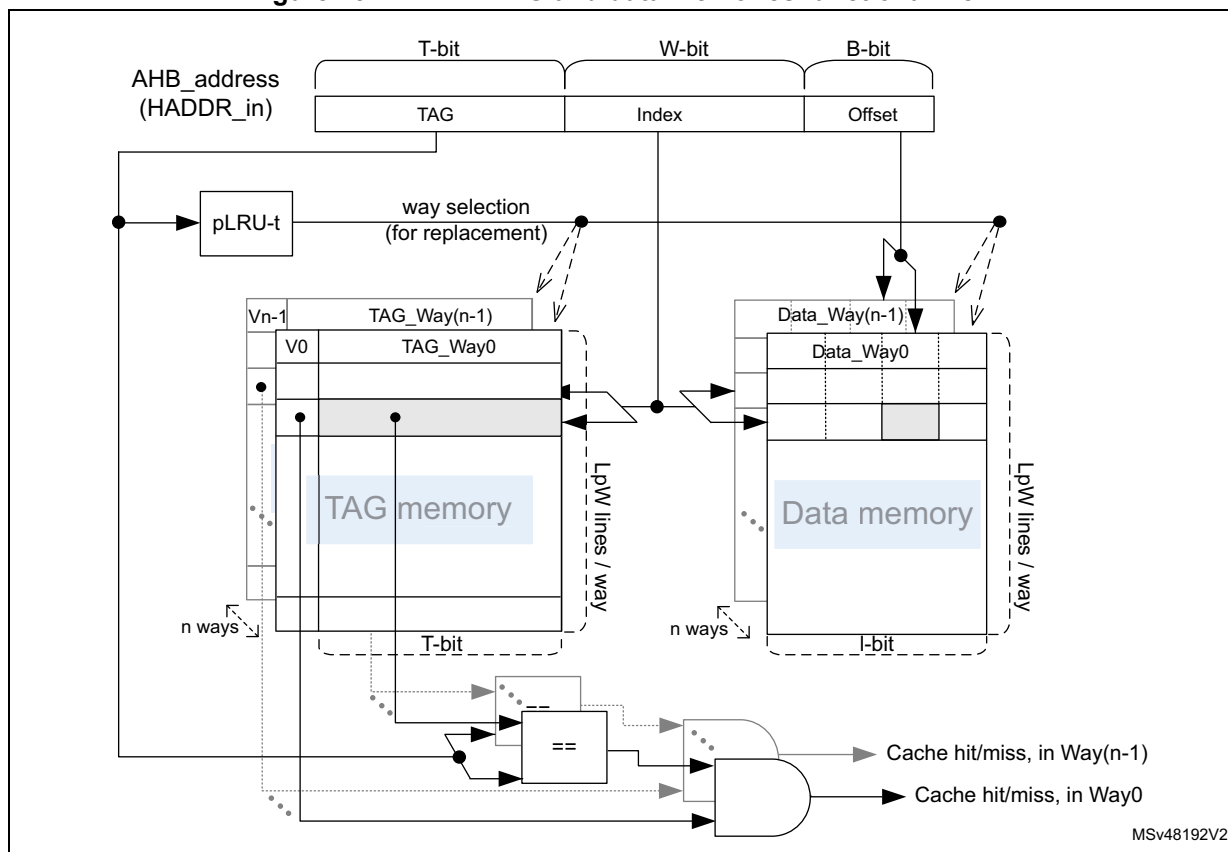 T-bit
W-bit
B-bit
AHB_address
(HADDR_in)
TAG
Index
Offset
pLRU-t
way selection
(for replacement)
Vn-1
TAG_Way(n-1)
Data_Way(n-1)
V0
TAG_Way0
Data_Way0
TAG memory
Data memory
LpW lines / way
LpW lines / way
n ways
T-bit
n ways
I-bit
==
==
Cache hit/miss, in Way(n-1)
Cache hit/miss, in Way0
MSv48192V2